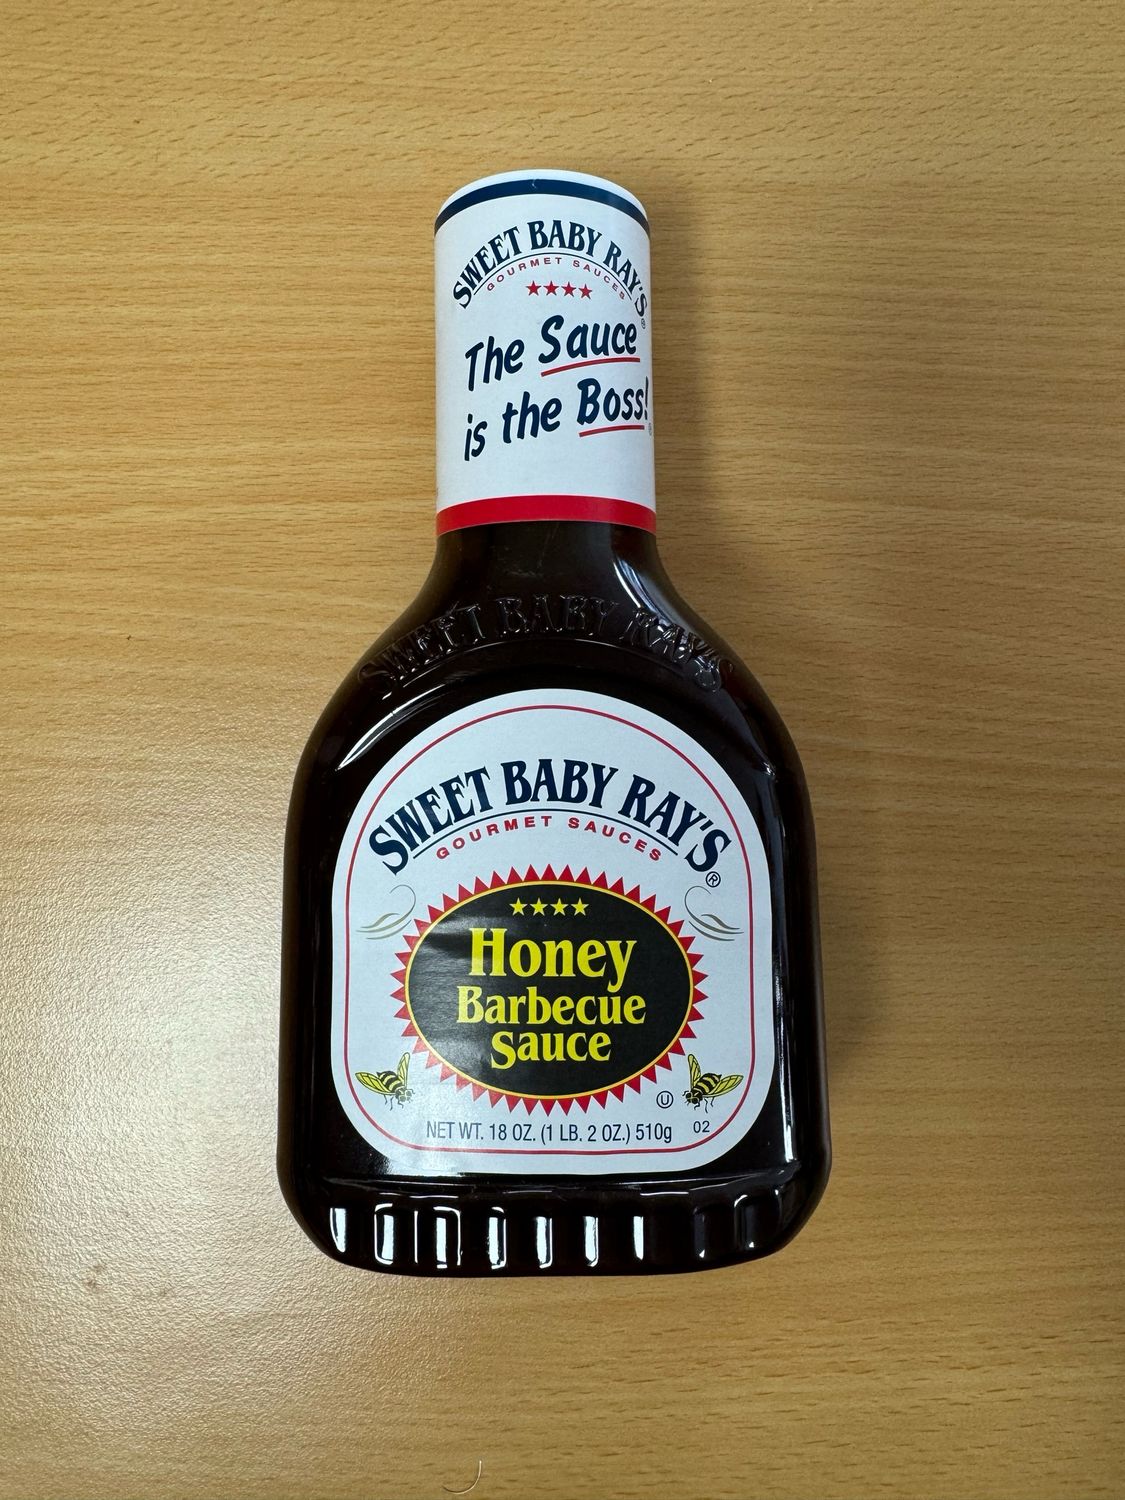 SWEET BABY RAY'S®
GOURMET SAUCES
The Sauce
is the Boss!®
SWEET BABY RAY'S
SWEET BABY RAY'S®
GOURMET SAUCES
Honey
Barbecue
Sauce
U
NET WT. 18 OZ. (1 LB. 2 OZ.) 510g 02